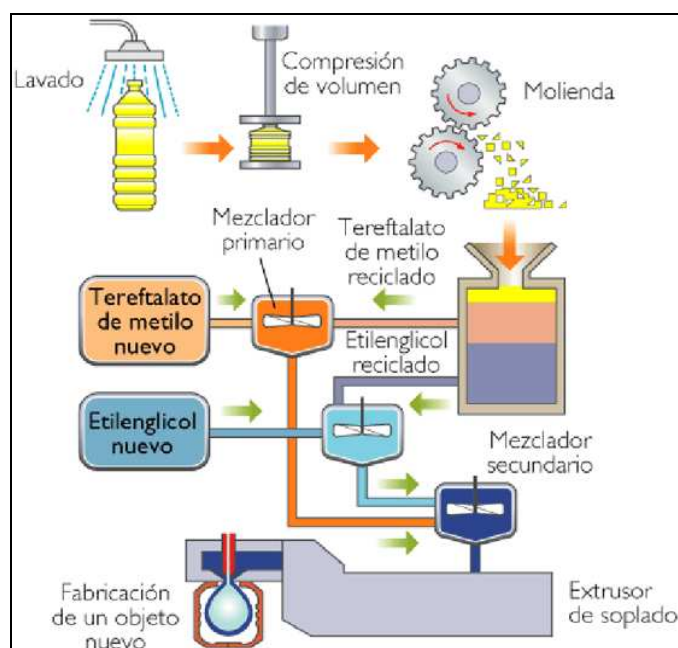 Lavado
Compresión
de volumen
Molienda
Mezclador
primario
Tereftalato
de metilo
reciclado
Tereftalato
de metilo
nuevo
Etilenglicol
reciclado
Etilenglicol
nuevo
Mezclador
secundario
Fabricación
de un objeto
nuevo
Extrusor
de soplado